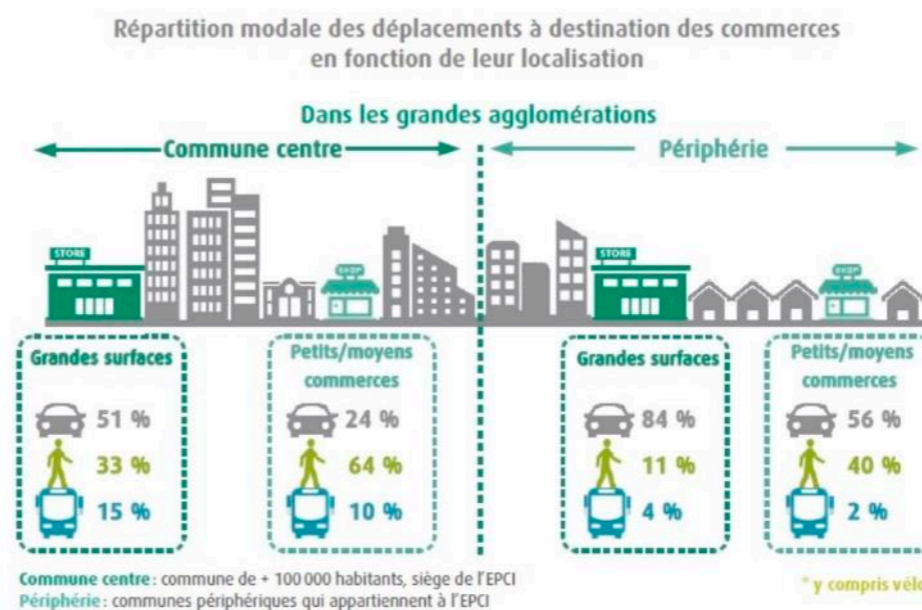 Répartition modale des déplacements à destination des commerces
en fonction de leur localisation
Dans les grandes agglomérations
Commune centre
Périphérie
STORE
SHOP
STORE
SHOP
Grandes surfaces
51 %
33 %
15 %
Petits/moyens
commerces
24 %
64 %
10 %
Grandes surfaces
84 %
11 %
4 %
Petits/moyens
commerces
56 %
40 %
2 %
Commune centre : commune de + 100 000 habitants, siège de l'EPCI
Périphérie : communes périphériques qui appartiennent à l'EPCI
* y compris vélo